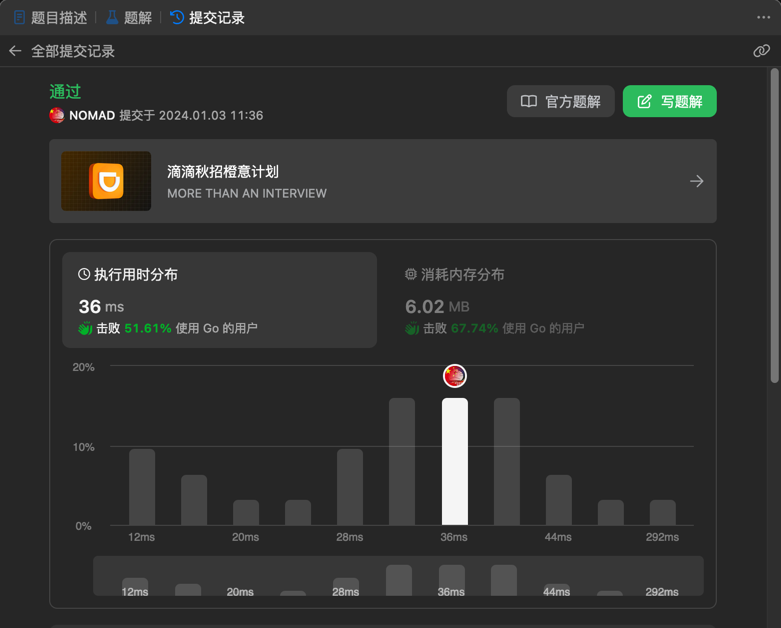 题目描述 题解 提交记录
全部提交记录
通过
NOMAD 提交于 2024.01.03 11:36
官方题解 写题解
滴滴秋招橙意计划
MORE THAN AN INTERVIEW
执行用时分布
36 ms
击败 51.61% 使用 Go 的用户
消耗内存分布
6.02 MB
击败 67.74% 使用 Go 的用户
20%
10%
0%
12ms 20ms 28ms 36ms 44ms 292ms
12ms 20ms 28ms 36ms 44ms 292ms